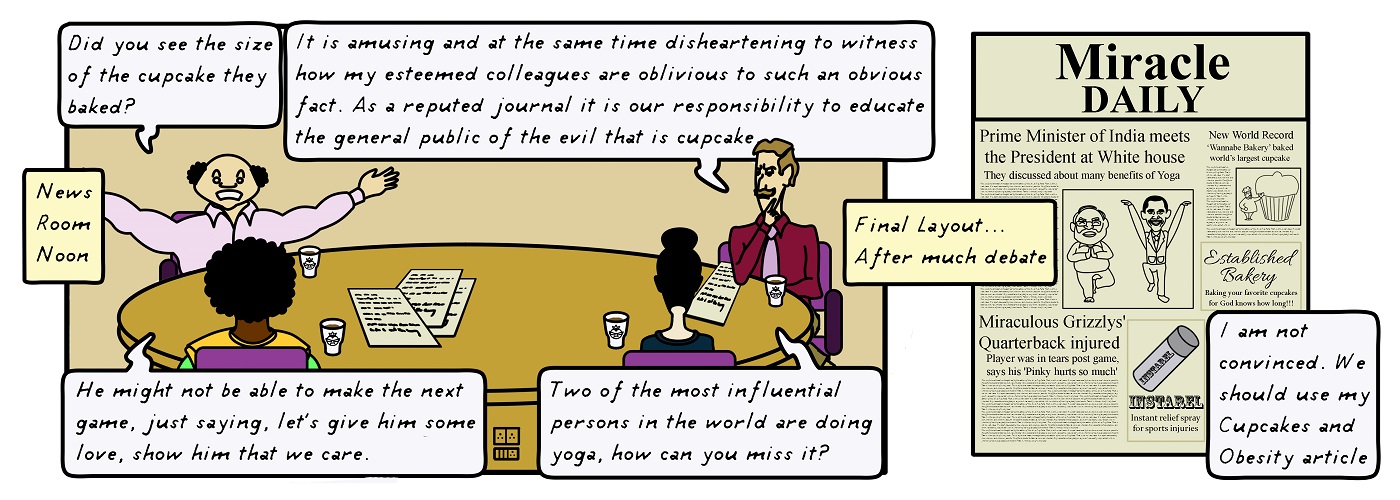 Did you see the size
of the cupcake they
baked?
It is amusing and at the same time disheartening to witness
how my esteemed colleagues are oblivious to such an obvious
fact. As a reputed journal it is our responsibility to educate
the general public of the evil that is cupcake
News
Room
Noon
He might not be able to make the next
game, just saying, let's give him some
love, show him that we care.
Two of the most influential
persons in the world are doing
yoga, how can you miss it?
Final Layout...
After much debate
Miracle
DAILY
Prime Minister of India meets
the President at White house
They discussed about many benefits of Yoga
New World Record
'Wannabe Bakery' baked
world's largest cupcake
Established
Bakery
Baking your favorite cupcakes
for God knows how long!!!
Miraculous Grizzlys'
Quarterback injured
Player was in tears post game,
says his 'Pinky hurts so much'
INSTAREL
INSTAREL
Instant relief spray
for sports injuries
I am not
convinced. We
should use my
Cupcakes and
Obesity article